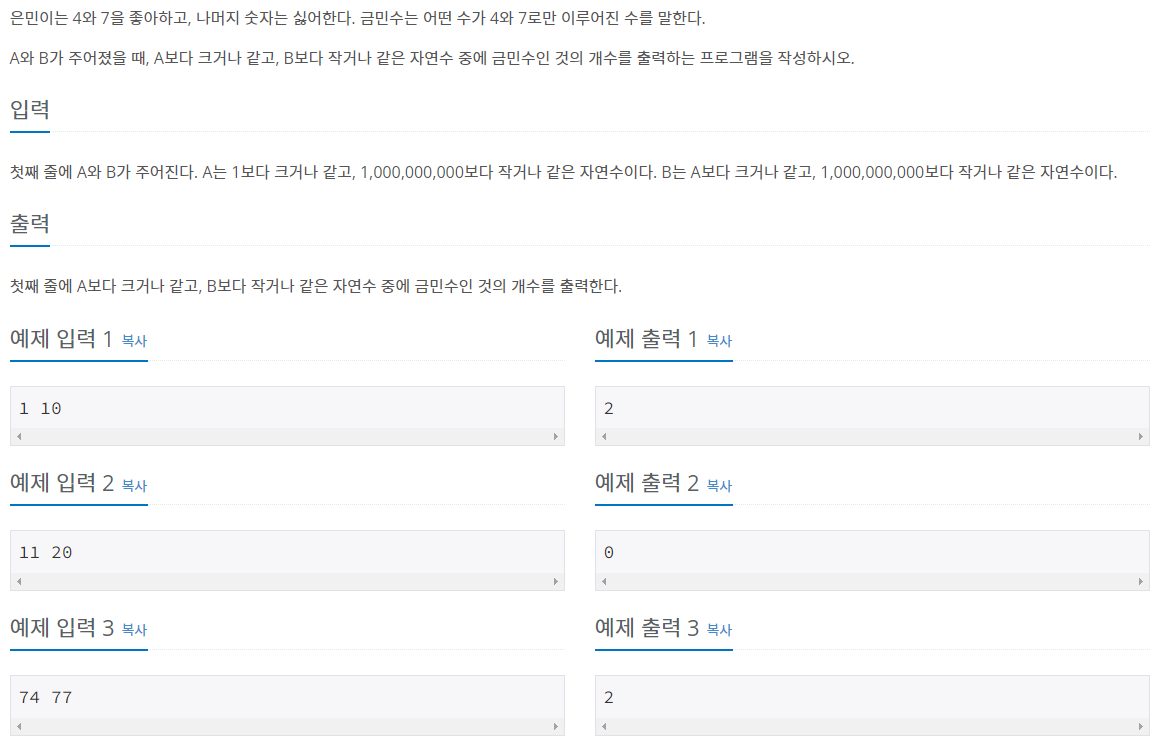 은민이는 4와 7을 좋아하고, 나머지 숫자는 싫어한다. 금민수는 어떤 수가 4와 7로만 이루어진 수를 말한다.
A와 B가 주어졌을 때, A보다 크거나 같고, B보다 작거나 같은 자연수 중에 금민수인 것의 개수를 출력하는 프로그램을 작성하시오.
입력
첫째 줄에 A와 B가 주어진다. A는 1보다 크거나 같고, 1,000,000,000보다 작거나 같은 자연수이다. B는 A보다 크거나 같고, 1,000,000,000보다 작거나 같은 자연수이다.
출력
첫째 줄에 A보다 크거나 같고, B보다 작거나 같은 자연수 중에 금민수인 것의 개수를 출력한다.
예제 입력 1 복사
1 10
예제 출력 1 복사
2
예제 입력 2 복사
11 20
예제 출력 2 복사
0
예제 입력 3 복사
74 77
예제 출력 3 복사
2